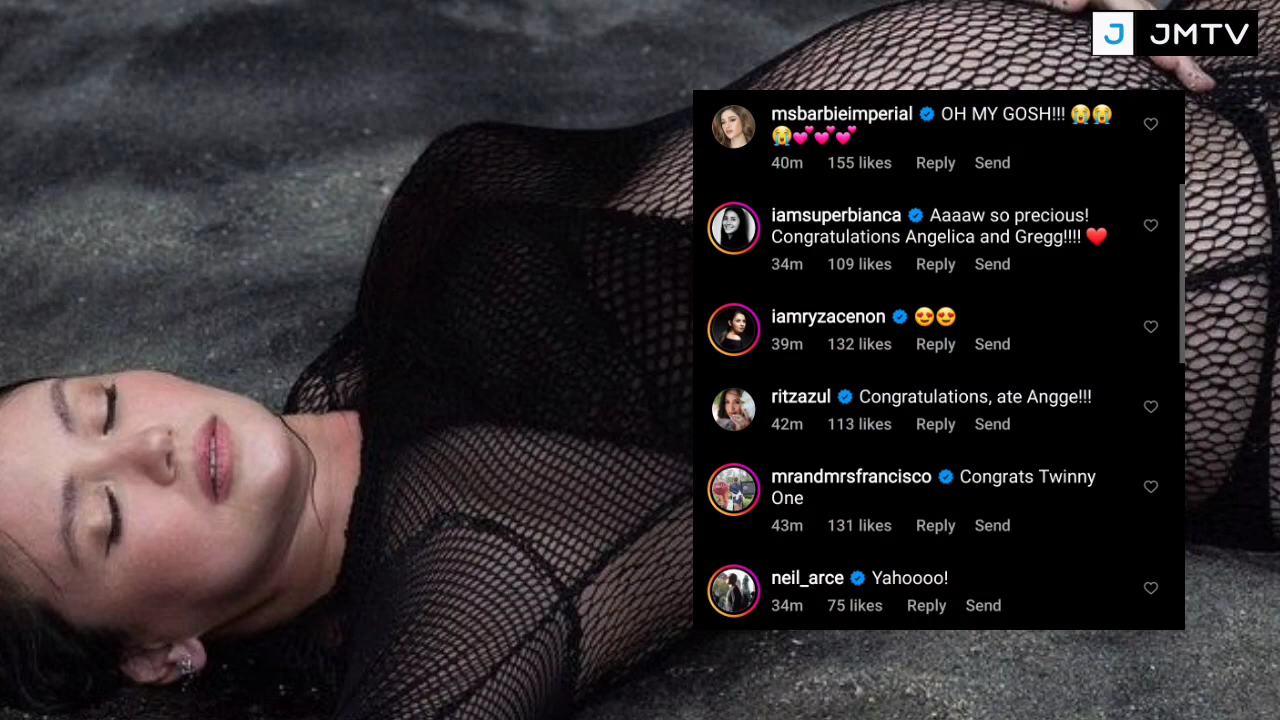 J JMTV
msbarbieimperial OH MY GOSH!!! 😭😭
😭💕💕💕
40m 155 likes Reply Send
iamsuperbianca Aaaaw so precious!
Congratulations Angelica and Gregg!!!! ❤️
34m 109 likes Reply Send
iamryzacenon 😍😍
39m 132 likes Reply Send
ritzazul Congratulations, ate Angge!!!
42m 113 likes Reply Send
mrandmrsfrancisco Congrats Twinny
One
43m 131 likes Reply Send
neil_arce Yahoooo!
34m 75 likes Reply Send